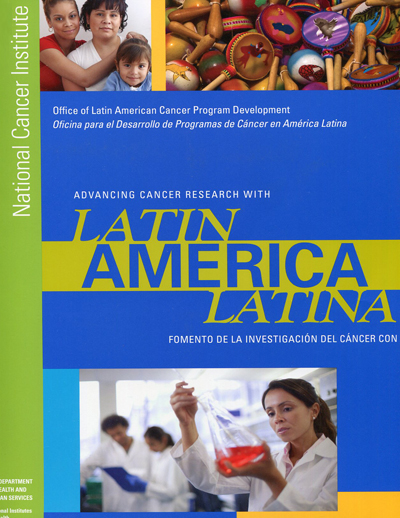 National Cancer Institute
Office of Latin American Cancer Program Development
Oficina para el Desarrollo de Programas de Cáncer en América Latina
ADVANCING CANCER RESEARCH WITH
LATIN
AMERICA
LATINA
FOMENTO DE LA INVESTIGACIÓN DEL CÁNCER CON
DEPARTMENT
HEALTH AND
AN SERVICES
onal Institutes